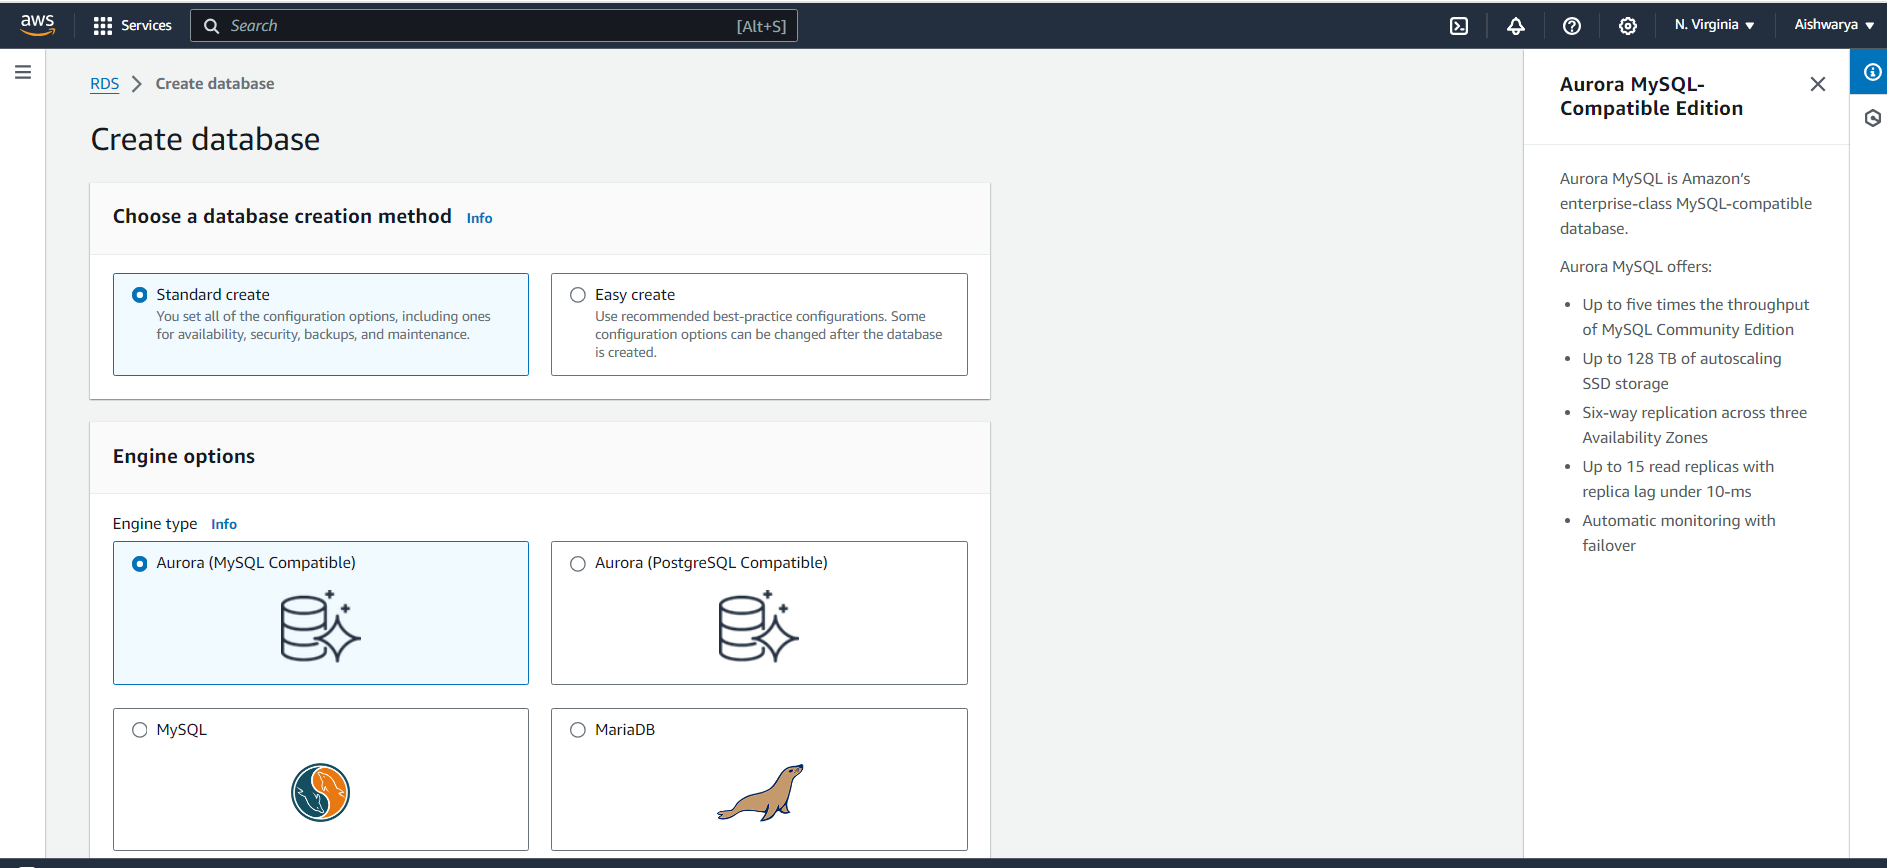 aws
Services
Search
[Alt+S]
N. Virginia
Aishwarya
RDS
Create database
Create database
Choose a database creation method Info
Standard create
You set all of the configuration options, including ones
for availability, security, backups, and maintenance.
Easy create
Use recommended best-practice configurations. Some
configuration options can be changed after the database
is created.
Engine options
Engine type Info
Aurora (MySQL Compatible)
Aurora (PostgreSQL Compatible)
MySQL
MariaDB
Aurora MySQL-
Compatible Edition
Aurora MySQL is Amazon’s
enterprise-class MySQL-compatible
database.
Aurora MySQL offers:
• Up to five times the throughput
of MySQL Community Edition
• Up to 128 TB of autoscaling
SSD storage
• Six-way replication across three
Availability Zones
• Up to 15 read replicas with
replica lag under 10-ms
• Automatic monitoring with
failover